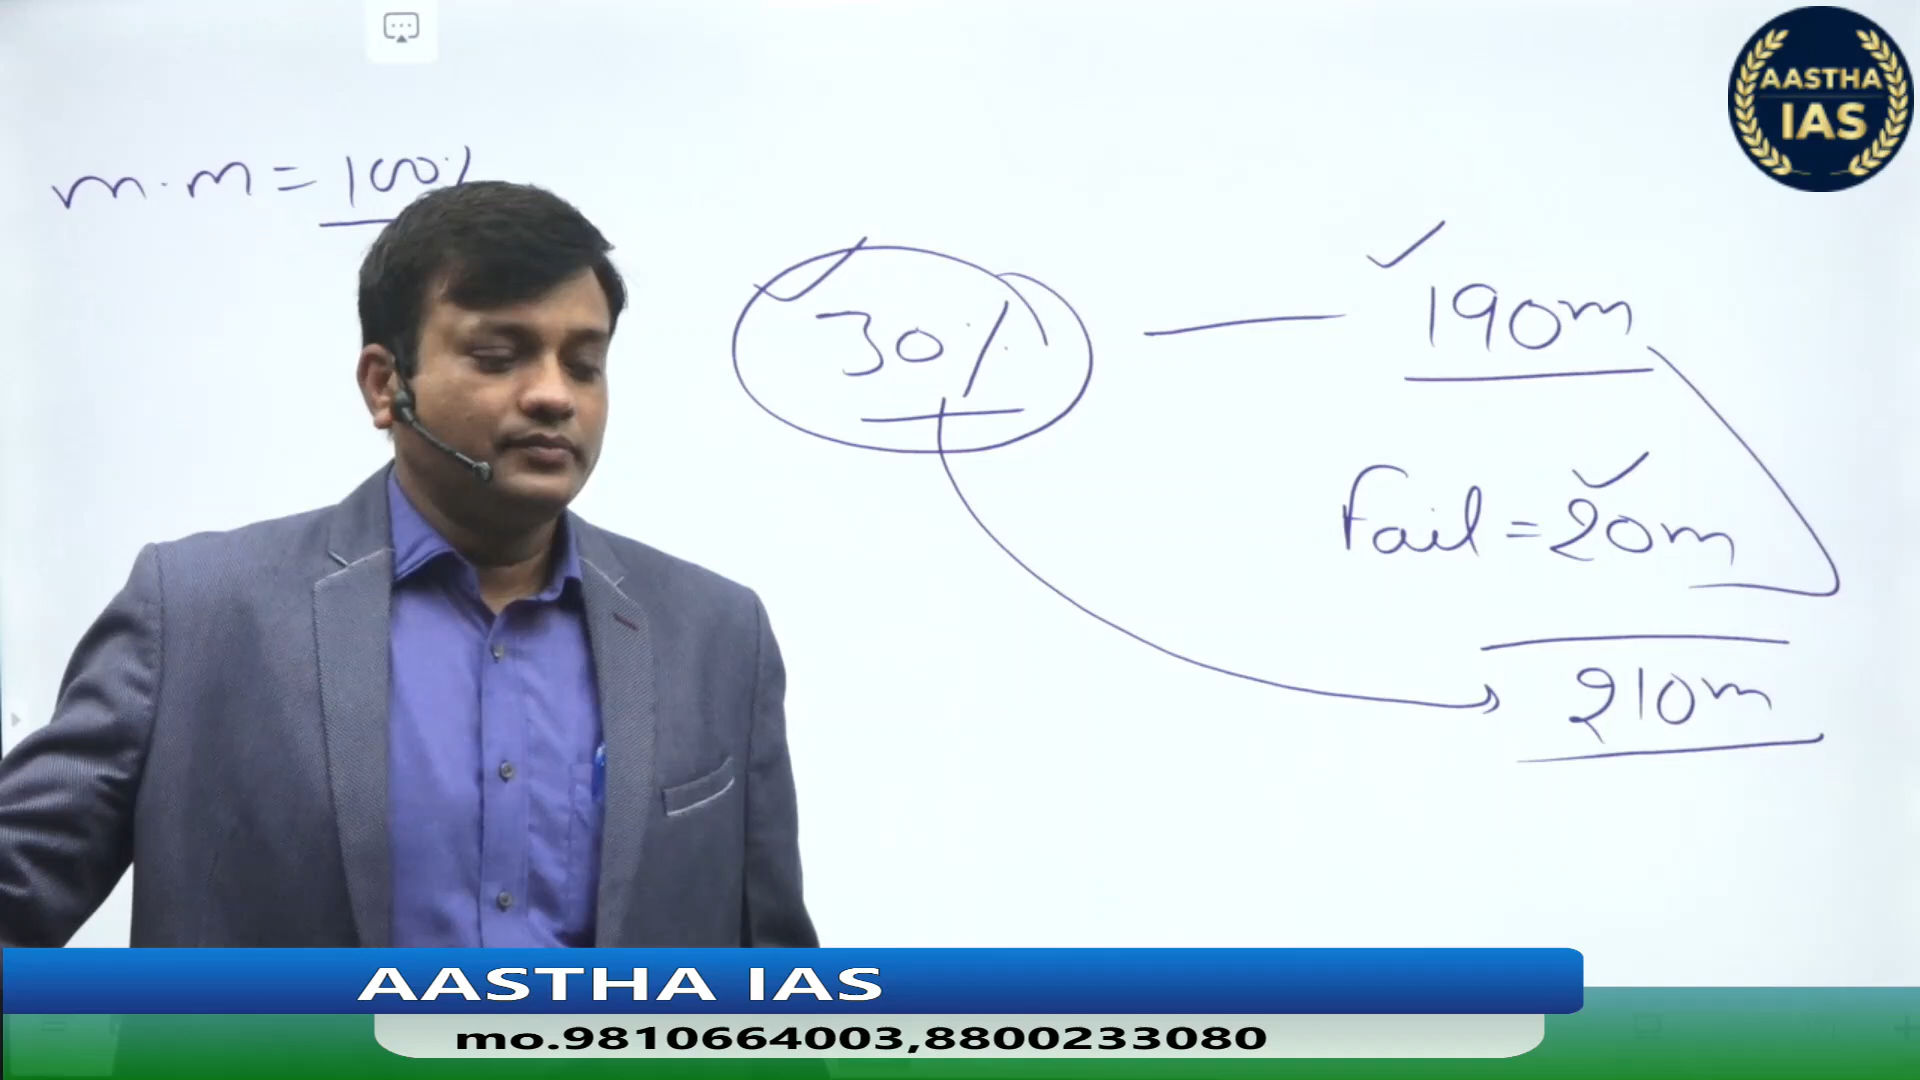 AASTHA
IAS
m.m = 100%
30% — 190m
Fail = 20m
210m
AASTHA IAS
mo.9810664003,8800233080